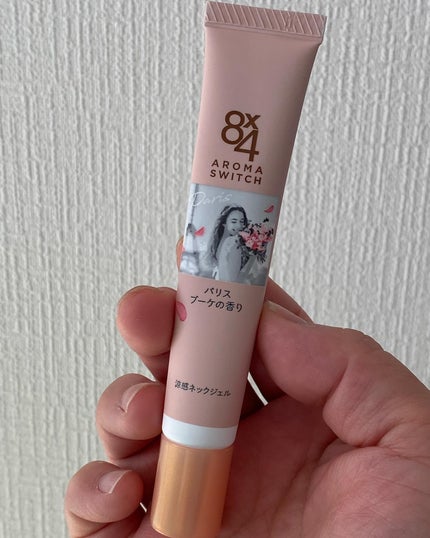 8x4
AROMA
SWITCH
Paris
パリス
ブーケの香り
涼感ネックジェル